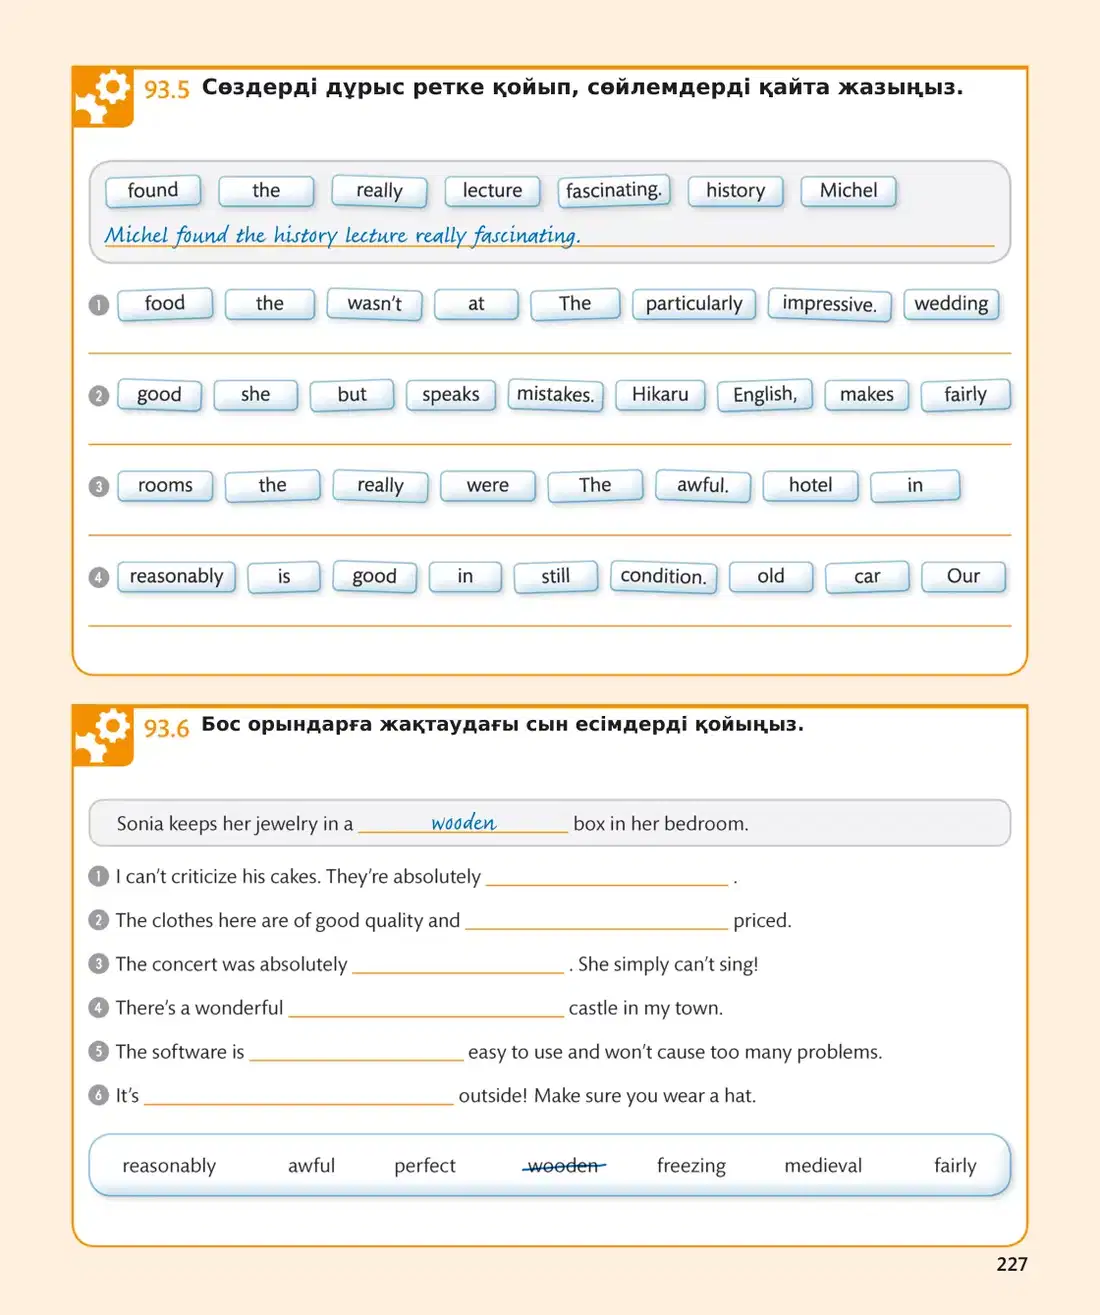 93.5 Сөздерді дұрыс ретке қойып, сөйлемдерді қайта жазыңыз.
found the really lecture fascinating. history Michel
Michel found the history lecture really fascinating.
1 food the wasn't at The particularly impressive. wedding
2 good she but speaks mistakes. Hikaru English, makes fairly
3 rooms the really were The awful. hotel in
4 reasonably is good in still condition. old car Our
93.6 Бос орындарға жақтаудағы сын есімдерді қойыңыз.
Sonia keeps her jewelry in a wooden box in her bedroom.
1 I can't criticize his cakes. They're absolutely .
2 The clothes here are of good quality and priced.
3 The concert was absolutely . She simply can't sing!
4 There's a wonderful castle in my town.
5 The software is easy to use and won't cause too many problems.
6 It's outside! Make sure you wear a hat.
reasonably awful perfect wooden freezing medieval fairly
227